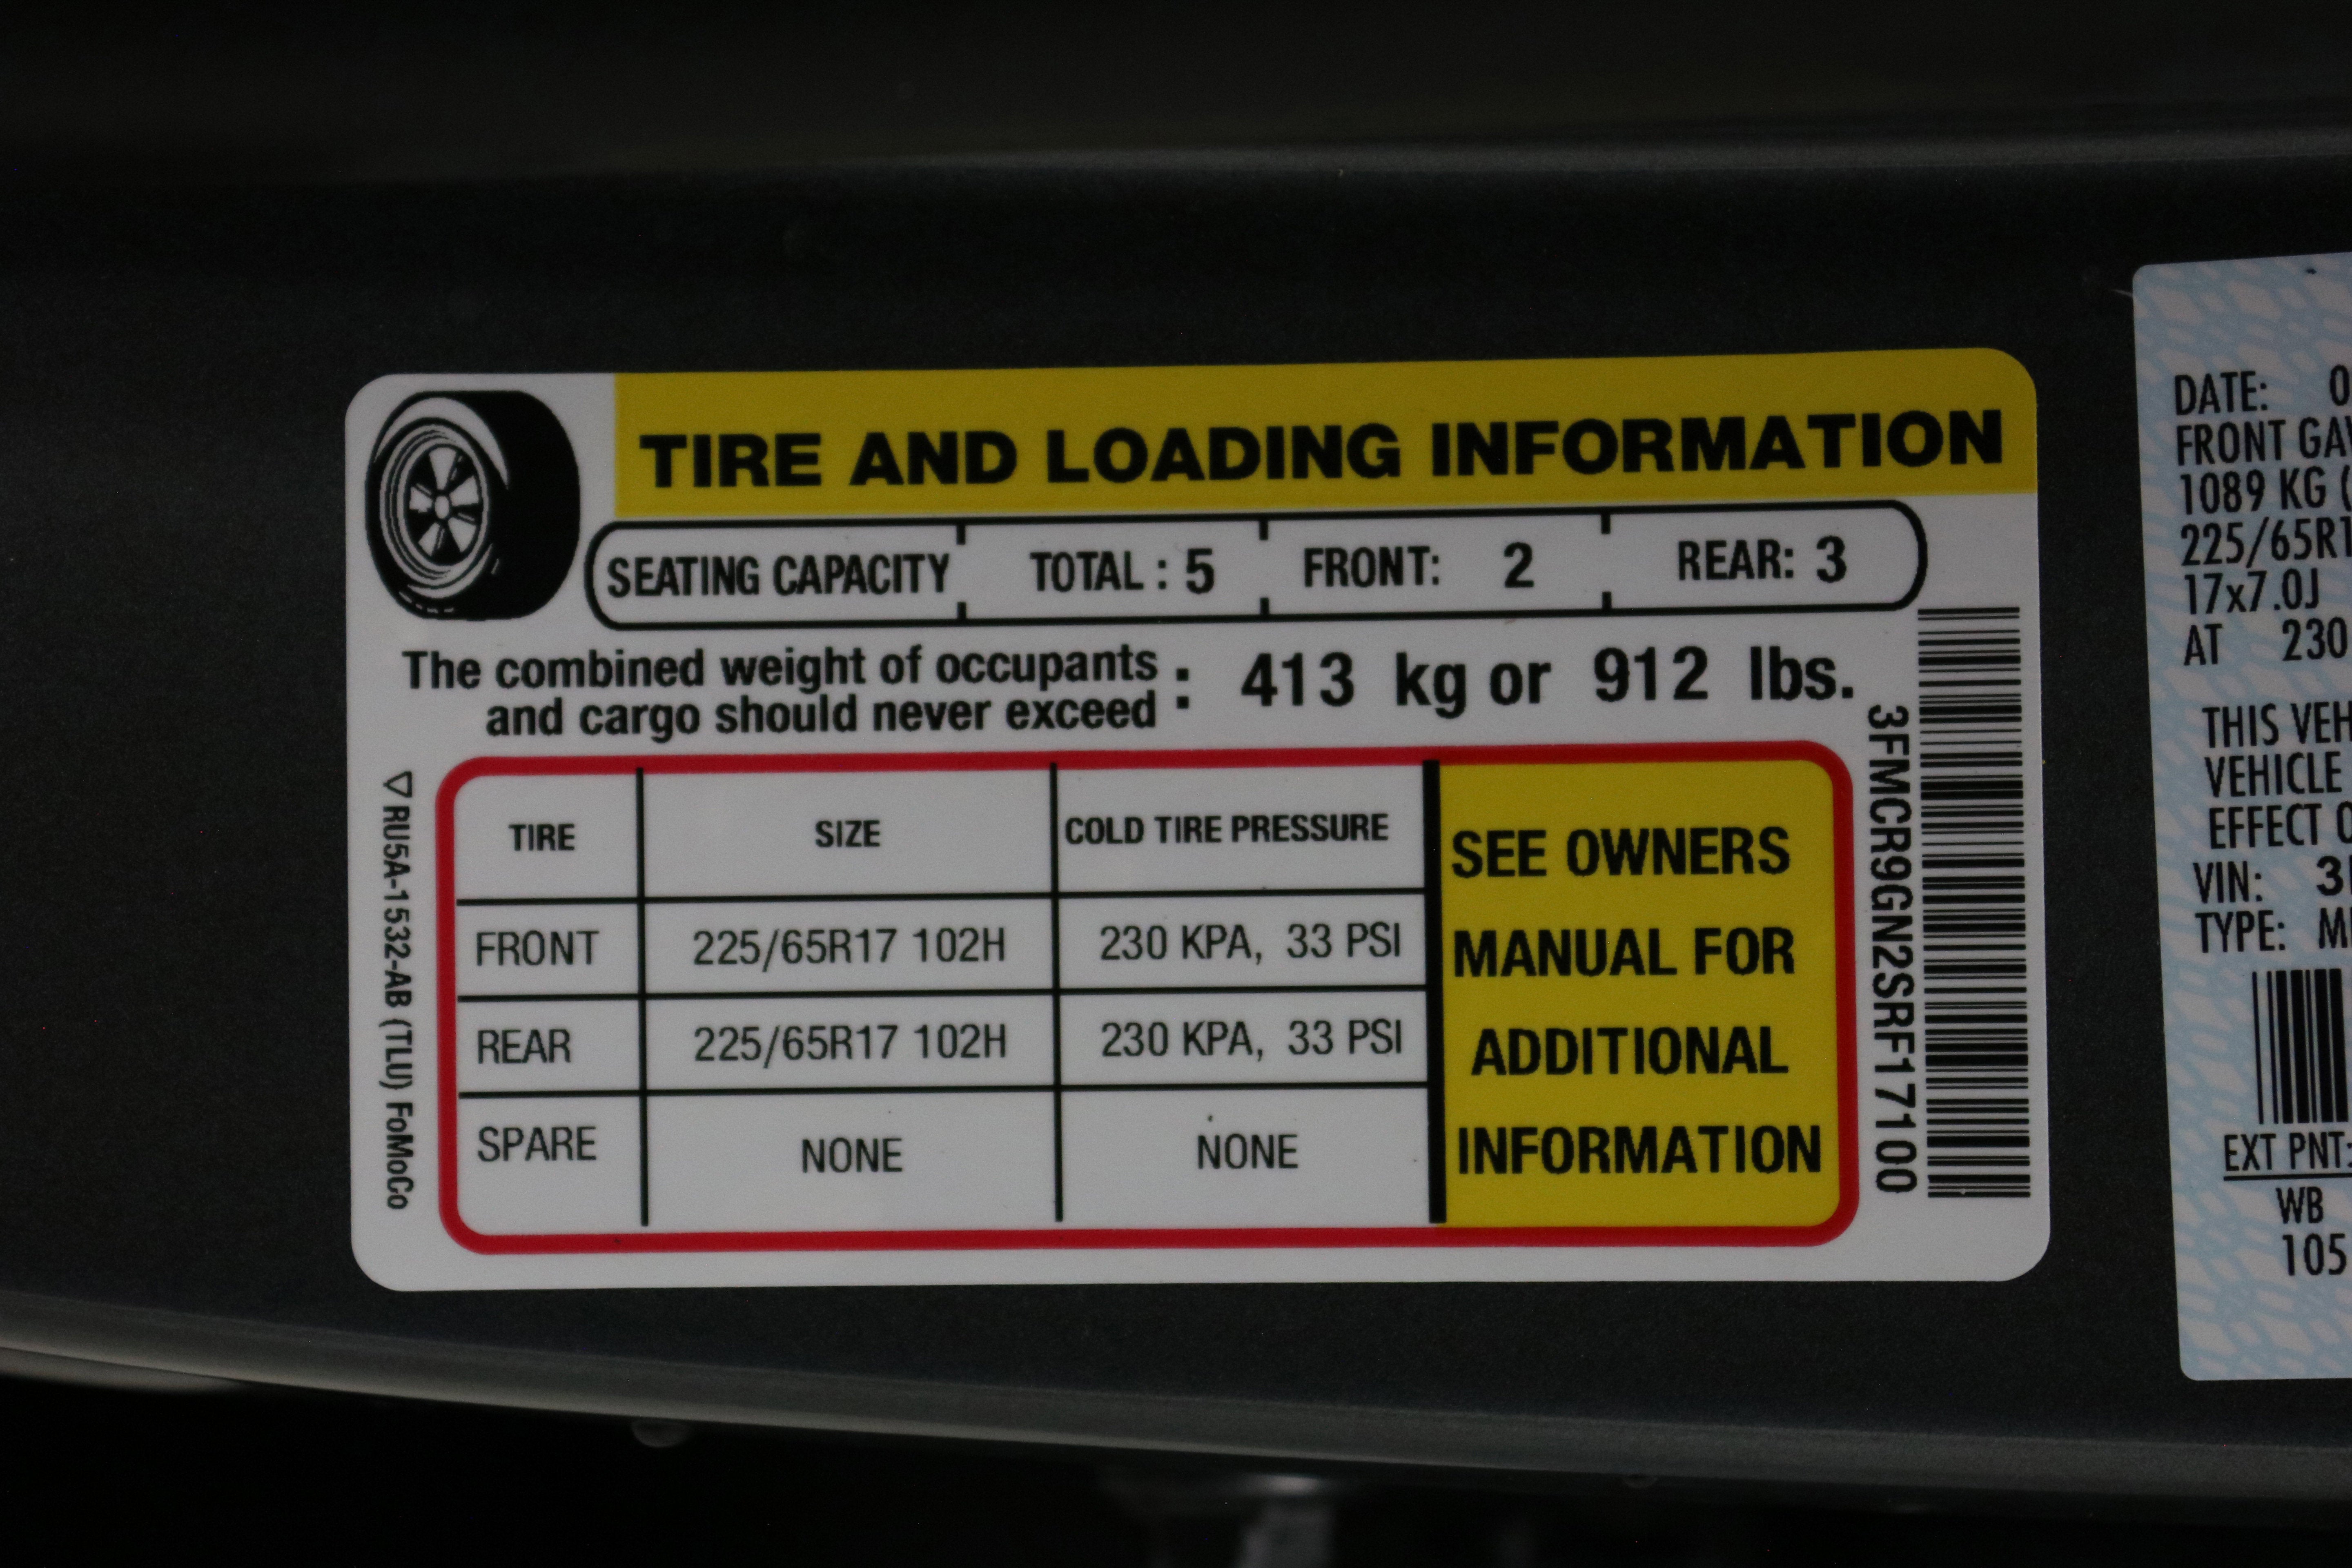 TIRE AND LOADING INFORMATION
SEATING CAPACITY TOTAL : 5 FRONT: 2 REAR: 3
The combined weight of occupants
and cargo should never exceed : 413 kg or 912 lbs.
TIRE SIZE COLD TIRE PRESSURE
FRONT 225/65R17 102H 230 KPA, 33 PSI
REAR 225/65R17 102H 230 KPA, 33 PSI
SPARE NONE NONE
SEE OWNERS
MANUAL FOR
ADDITIONAL
INFORMATION
RU5A-1532-AB (TLU) FoMoCo
3FMCR9GN2SRF17100
DATE: 0
FRONT
1089 KG (
225/65R1
17x7.0J
AT 230
THIS VEH
VEHICLE
EFFECT
VIN: 3
TYPE: M
EXT PNT:
WB
105